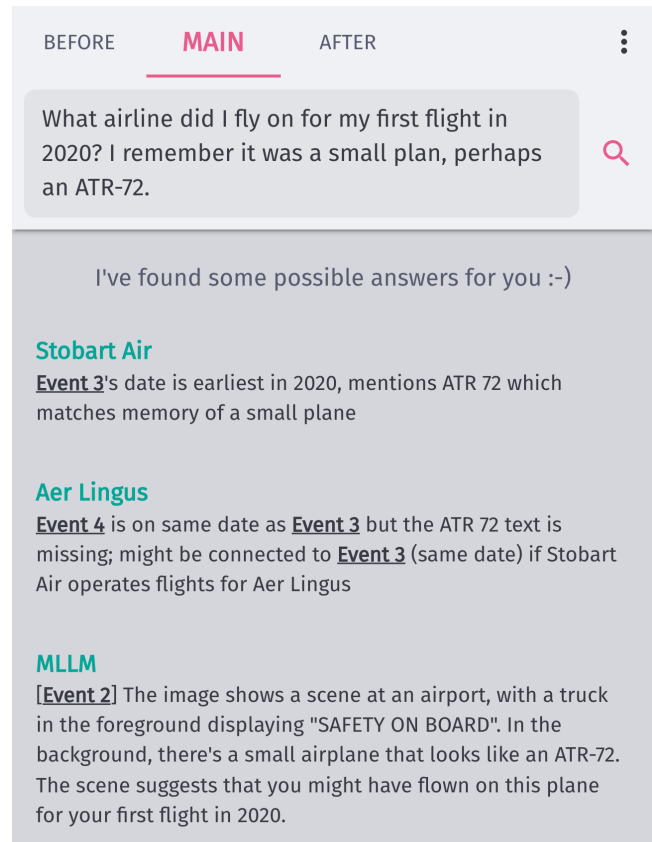 BEFORE MAIN AFTER
What airline did I fly on for my first flight in
2020? I remember it was a small plan, perhaps
an ATR-72.
I've found some possible answers for you :-)
Stobart Air
Event 3's date is earliest in 2020, mentions ATR 72 which
matches memory of a small plane
Aer Lingus
Event 4 is on same date as Event 3 but the ATR 72 text is
missing; might be connected to Event 3 (same date) if Stobart
Air operates flights for Aer Lingus
MLLM
[Event 2] The image shows a scene at an airport, with a truck
in the foreground displaying "SAFETY ON BOARD". In the
background, there's a small airplane that looks like an ATR-72.
The scene suggests that you might have flown on this plane
for your first flight in 2020.